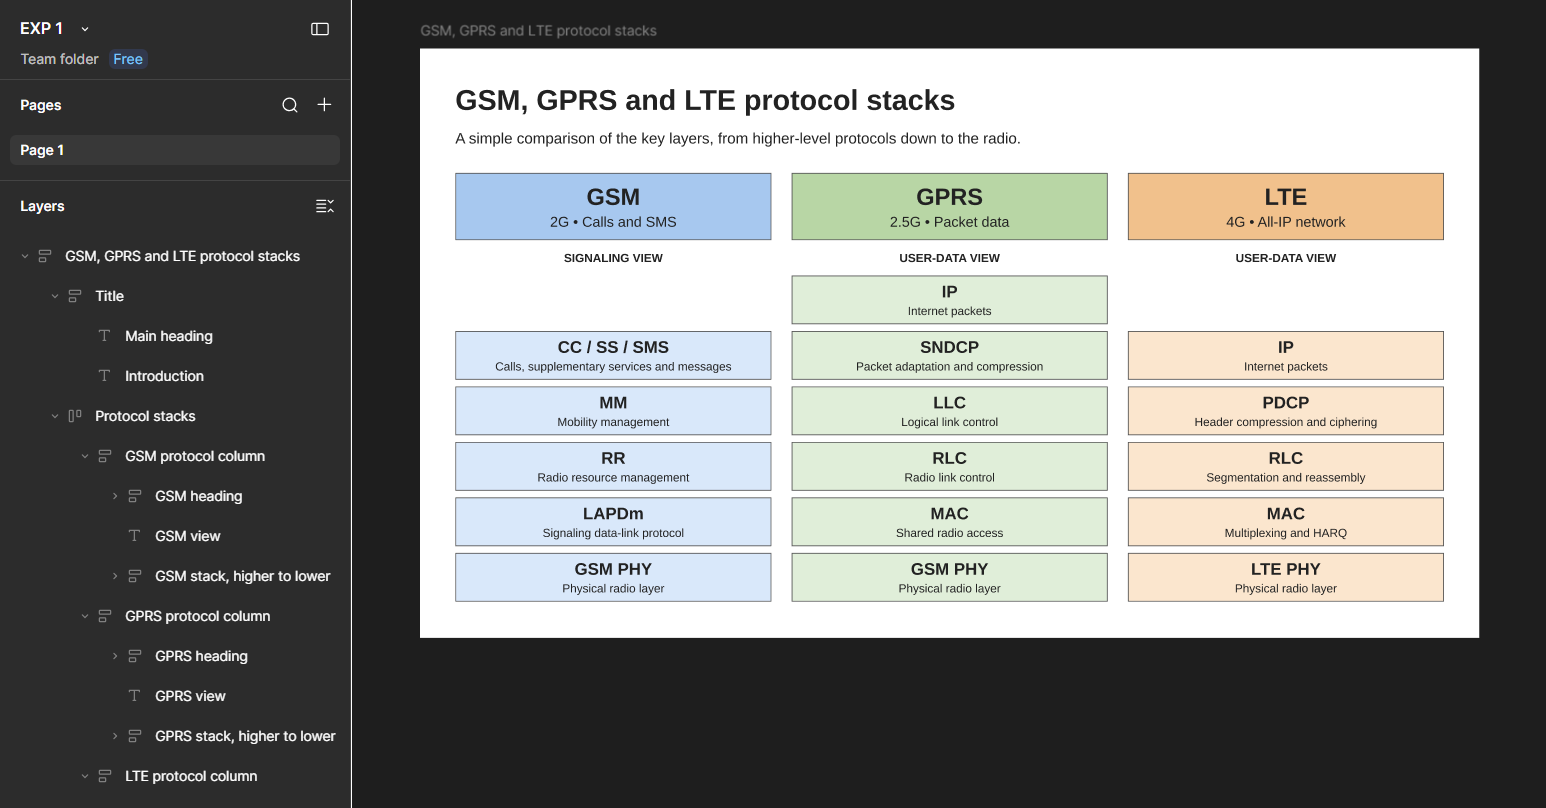 EXP 1
Team folder Free
Pages
Page 1
Layers
GSM, GPRS and LTE protocol stacks
Title
Main heading
Introduction
Protocol stacks
GSM protocol column
GSM heading
GSM view
GSM stack, higher to lower
GPRS protocol column
GPRS heading
GPRS view
GPRS stack, higher to lower
LTE protocol column
GSM, GPRS and LTE protocol stacks
GSM, GPRS and LTE protocol stacks
A simple comparison of the key layers, from higher-level protocols down to the radio.
GSM
2G • Calls and SMS
SIGNALING VIEW
CC / SS / SMS
Calls, supplementary services and messages
MM
Mobility management
RR
Radio resource management
LAPDm
Signaling data-link protocol
GSM PHY
Physical radio layer
GPRS
2.5G • Packet data
USER-DATA VIEW
IP
Internet packets
SNDCP
Packet adaptation and compression
LLC
Logical link control
RLC
Radio link control
MAC
Shared radio access
GSM PHY
Physical radio layer
LTE
4G • All-IP network
USER-DATA VIEW
IP
Internet packets
PDCP
Header compression and ciphering
RLC
Segmentation and reassembly
MAC
Multiplexing and HARQ
LTE PHY
Physical radio layer